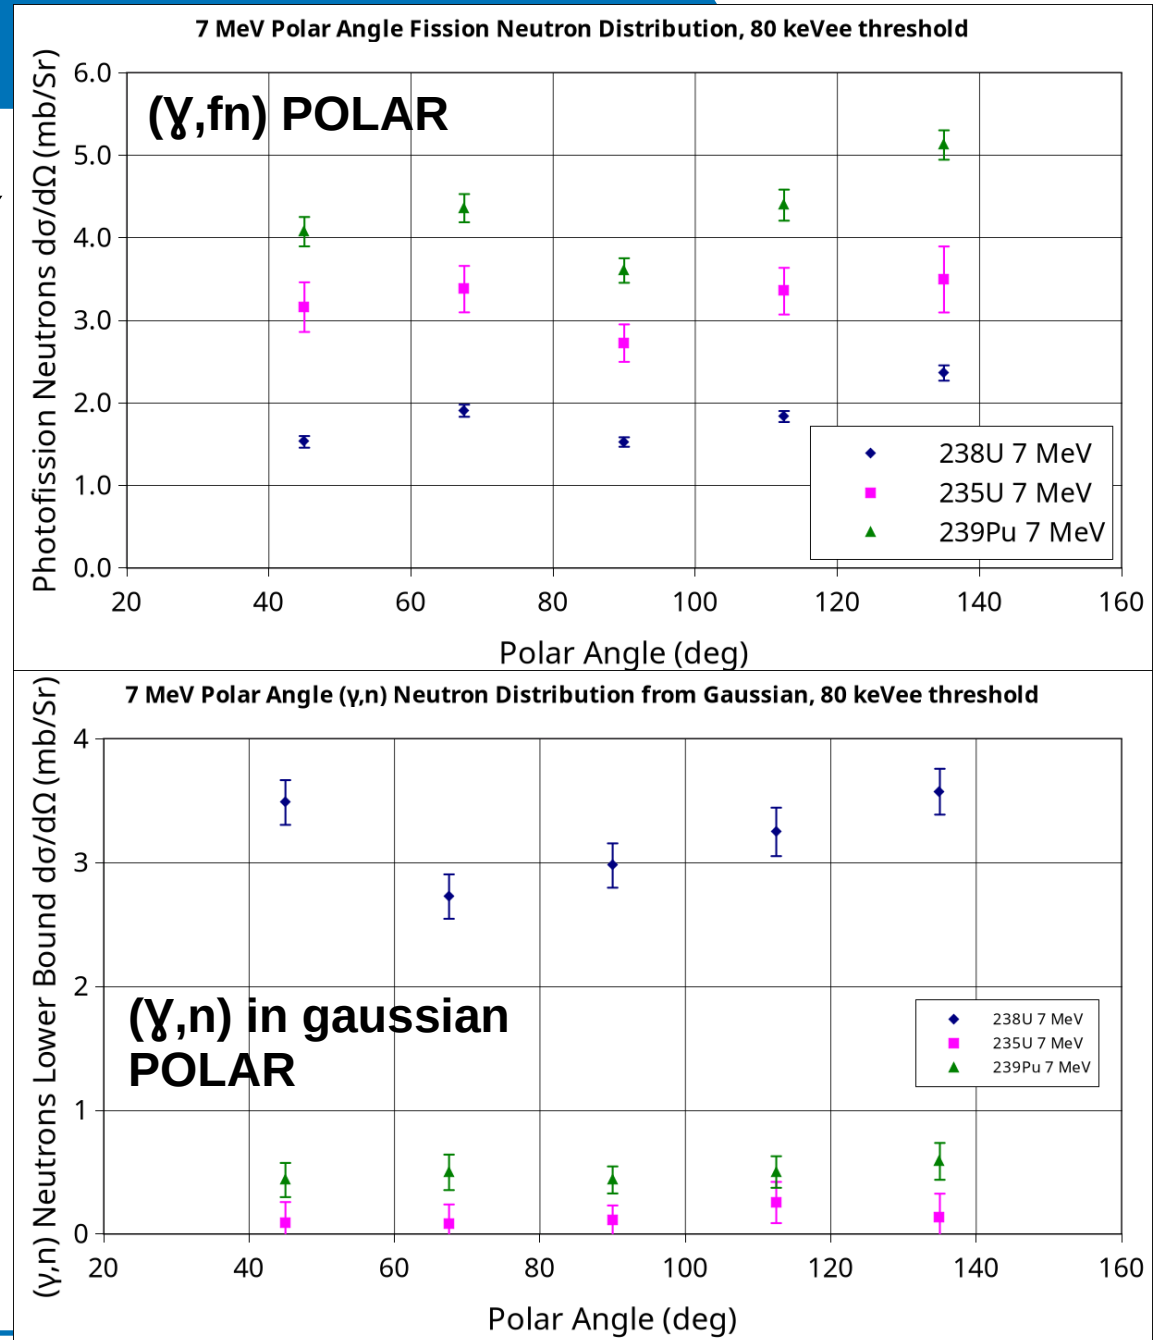 7 MeV Polar Angle Fission Neutron Distribution, 80 keVee threshold
(Ɣ,fn) POLAR
Photofission Neutrons dσ/dΩ (mb/Sr)
6.0
5.0
4.0
3.0
2.0
1.0
0.0
238U 7 MeV
235U 7 MeV
239Pu 7 MeV
20 40 60 80 100 120 140 160
Polar Angle (deg)
7 MeV Polar Angle (γ,n) Neutron Distribution from Gaussian, 80 keVee threshold
(γ,n) Neutrons Lower Bound dσ/dΩ (mb/Sr)
4
3
2
1
0
(Ɣ,n) in gaussian
POLAR
238U 7 MeV
235U 7 MeV
239Pu 7 MeV
20 40 60 80 100 120 140 160
Polar Angle (deg)